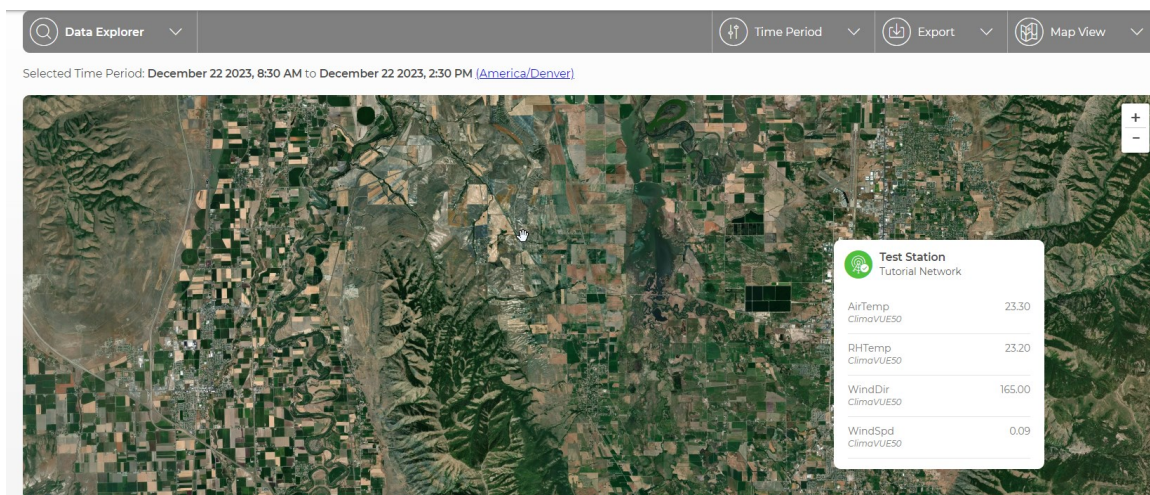 Data Explorer
Time Period
Export
Map View
Selected Time Period: December 22 2023, 8:30 AM to December 22 2023, 2:30 PM (America/Denver)
+
−
Test Station
Tutorial Network
AirTemp 23.30
ClimaVUE50
RHTemp 23.20
ClimaVUE50
WindDir 165.00
ClimaVUE50
WindSpd 0.09
ClimaVUE50